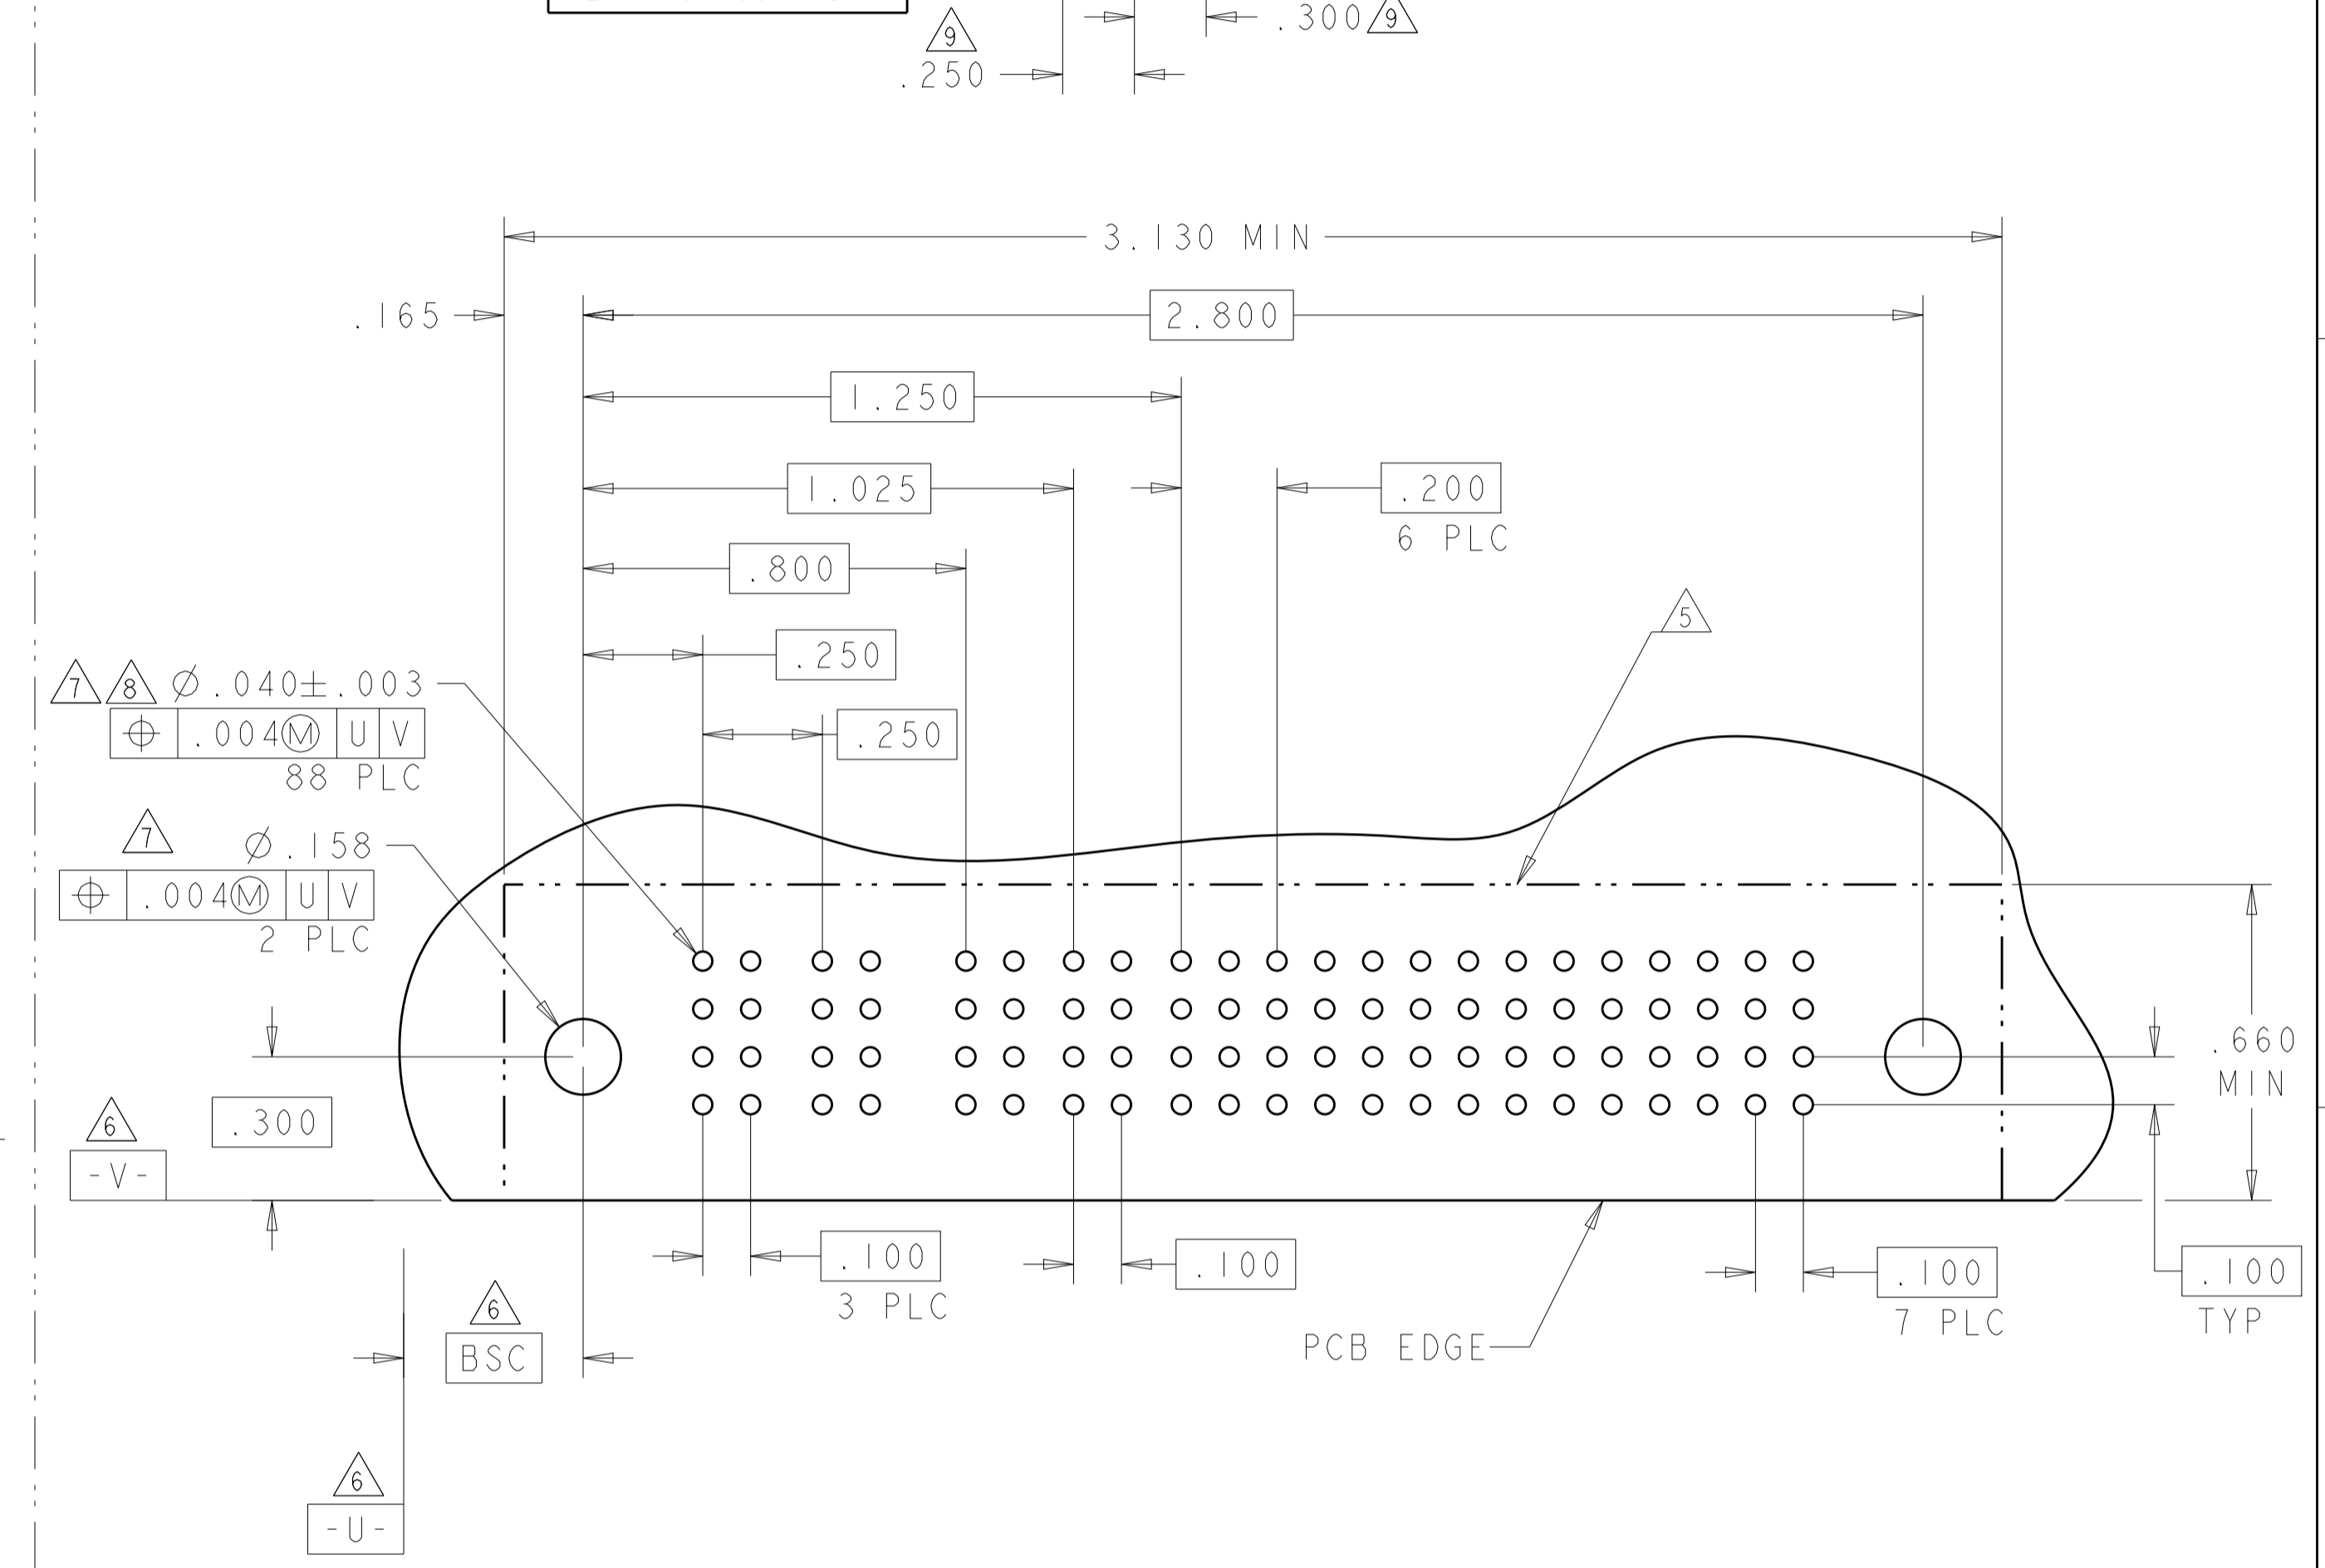 .300 9
9
.250
3.130 MIN
.165
2.800
1.250
1.025
.200
6 PLC
.800
5
.250
7 8 Ø.040±.003
⌖ .004Ⓜ U V
88 PLC
.250
7 Ø.158
⌖ .004Ⓜ U V
2 PLC
.660
MIN
6
.300
-V-
.100
3 PLC
.100
.100
7 PLC
.100
TYP
6
BSC
PCB EDGE
6
-U-